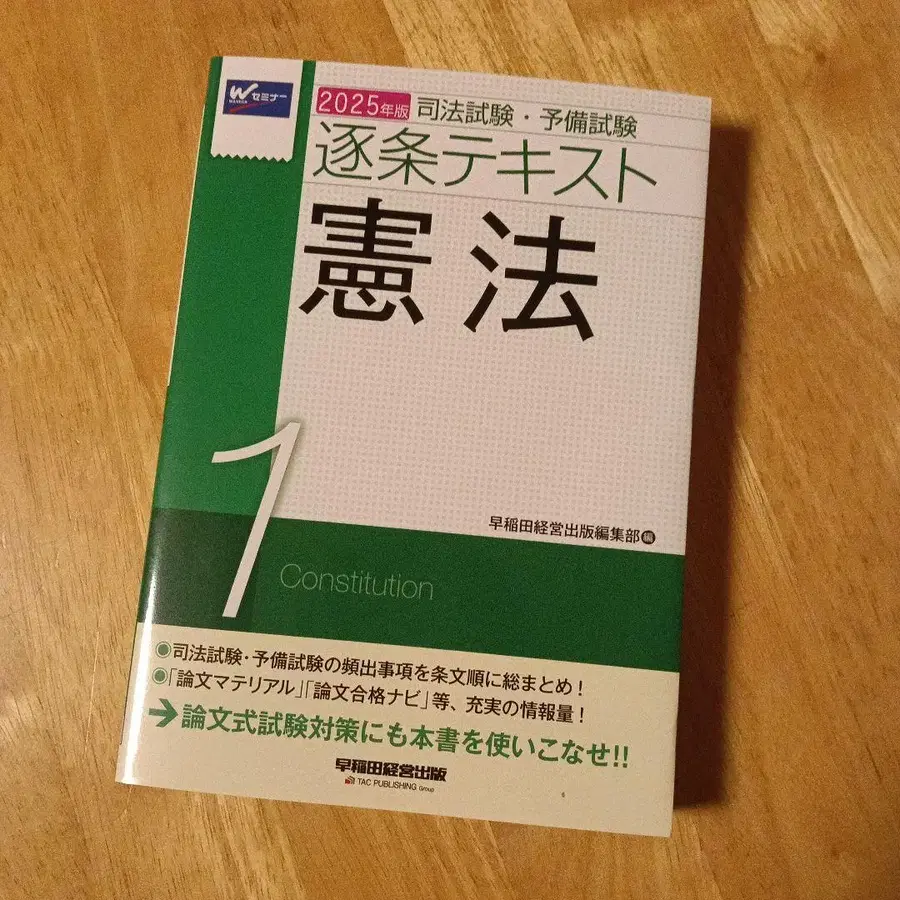 Wセミナー
WASEDA
2025年版 司法試験・予備試験
逐条テキスト
憲法
1
早稲田経営出版編集部 編
Constitution
●司法試験・予備試験の頻出事項を条文順に総まとめ!
●「論文マテリアル」「論文合格ナビ」等、充実の情報量!
→論文式試験対策にも本書を使いこなせ!!
早稲田経営出版
TAC PUBLISHING Group